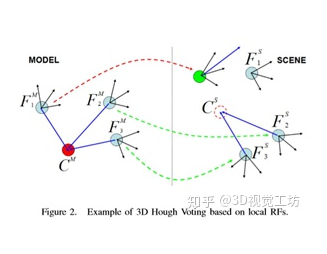 MODEL
SCENE
F₁ᴹ
F₂ᴹ
F₃ᴹ
Cᴹ
F₁ˢ
Cˢ
F₂ˢ
F₃ˢ
知乎 @3D视觉工坊
Figure 2. Example of 3D Hough Voting based on local RFs.